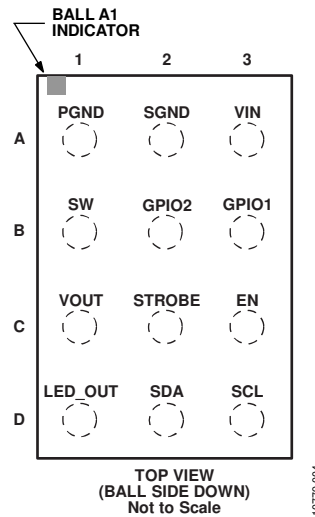 BALL A1
INDICATOR
1 2 3
PGND SGND VIN
A
SW GPIO2 GPIO1
B
VOUT STROBE EN
C
LED_OUT SDA SCL
D
TOP VIEW
(BALL SIDE DOWN)
Not to Scale